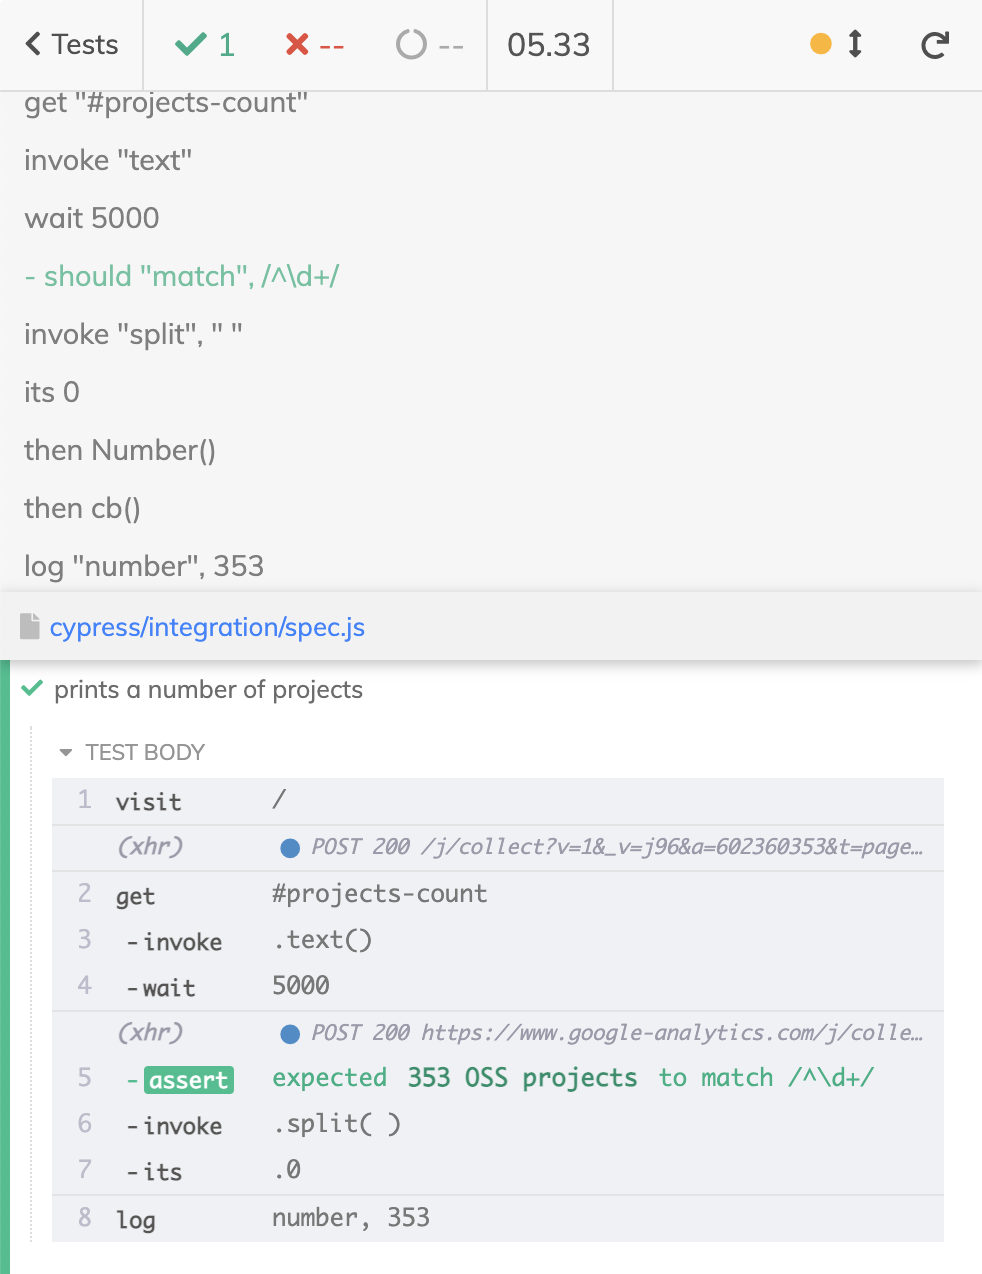 Tests 1 -- -- 05.33
get "#projects-count"
invoke "text"
wait 5000
- should "match", /^\d+/
invoke "split", " "
its 0
then Number()
then cb()
log "number", 353
cypress/integration/spec.js
prints a number of projects
TEST BODY
1 visit /
(xhr) POST 200 /j/collect?v=1&_v=j96&a=602360353&t=page…
2 get #projects-count
3 -invoke .text()
4 -wait 5000
(xhr) POST 200 https://www.google-analytics.com/j/colle…
5 -assert expected 353 OSS projects to match /^\d+/
6 -invoke .split( )
7 -its .0
8 log number, 353